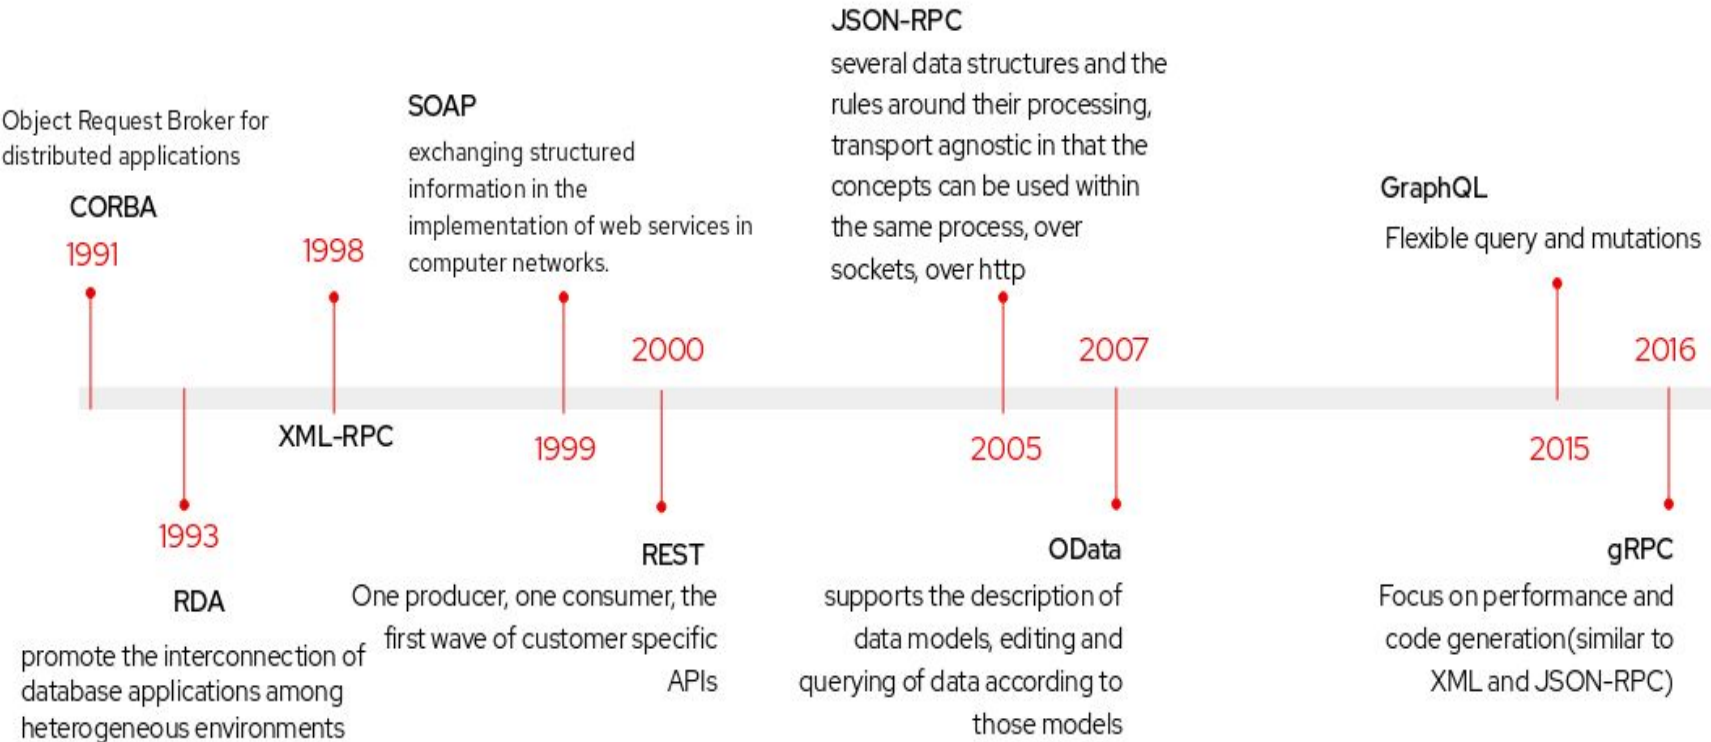 Object Request Broker for
distributed applications
CORBA
1991
1993
RDA
promote the interconnection of
database applications among
heterogeneous environments
1998
XML-RPC
SOAP
exchanging structured
information in the
implementation of web services in
computer networks.
1999
2000
REST
One producer, one consumer, the
first wave of customer specific
APIs
JSON-RPC
several data structures and the
rules around their processing,
transport agnostic in that the
concepts can be used within
the same process, over
sockets, over http
2005
2007
OData
supports the description of
data models, editing and
querying of data according to
those models
GraphQL
Flexible query and mutations
2015
2016
gRPC
Focus on performance and
code generation(similar to
XML and JSON-RPC)